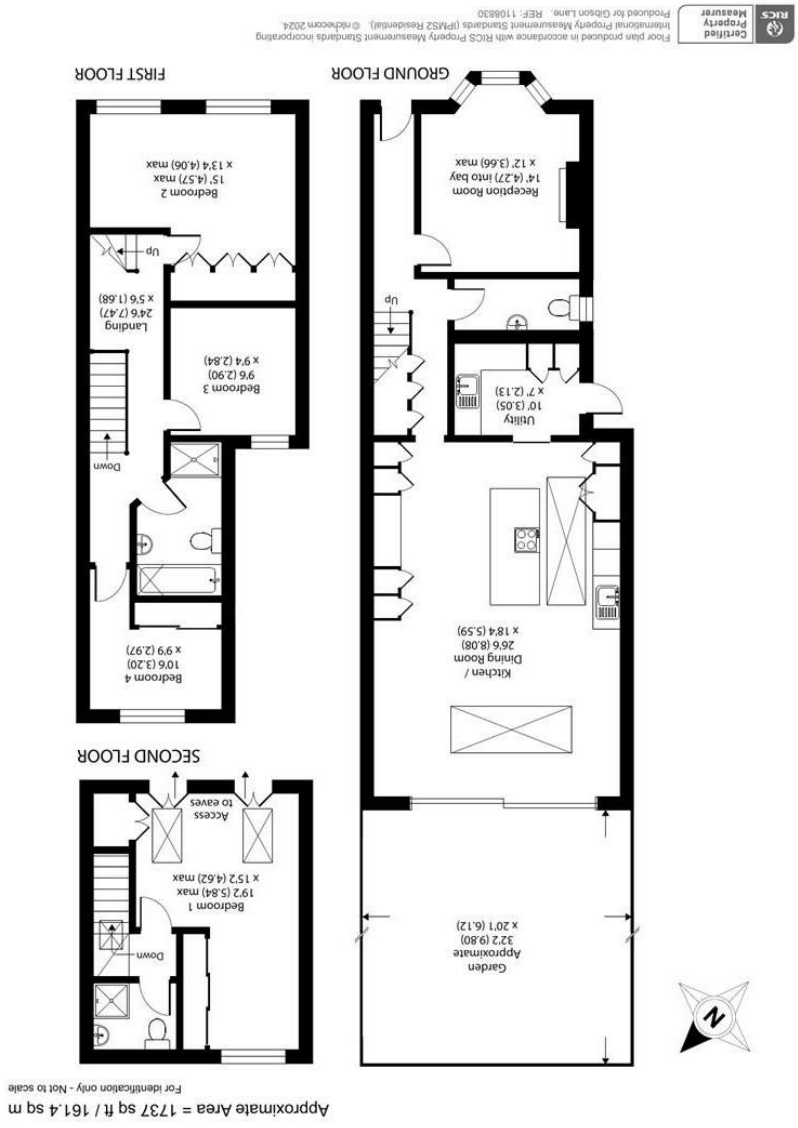 Approximate Area = 1737 sq ft / 161.4 sq m
For identification only - Not to scale
N
Garden
Approximate
32'2 (9.80)
x 20'1 (6.12)
Down
Bedroom 1
19'2 (5.84) max
x 15'2 (4.62) max
Access
to eaves
SECOND FLOOR
Kitchen /
Dining Room
26'6 (8.08)
x 18'4 (5.59)
Bedroom 4
10'6 (3.20)
x 9'9 (2.97)
Down
Utility
10' (3.05)
x 7' (2.13)
Bedroom 3
9'6 (2.90)
x 9'4 (2.84)
Landing
24'6 (7.47)
x 5'6 (1.68)
Up
Up
Reception Room
14' (4.27) into bay
x 12' (3.66) max
Bedroom 2
15' (4.57) max
x 13'4 (4.06) max
GROUND FLOOR
FIRST FLOOR
RICS
Certified
Property
Measurer
Floor plan produced in accordance with RICS Property Measurement Standards incorporating
International Property Measurement Standards (IPMS2 Residential). © nichecom 2024.
Produced for Gibson Lane. REF: 1108830